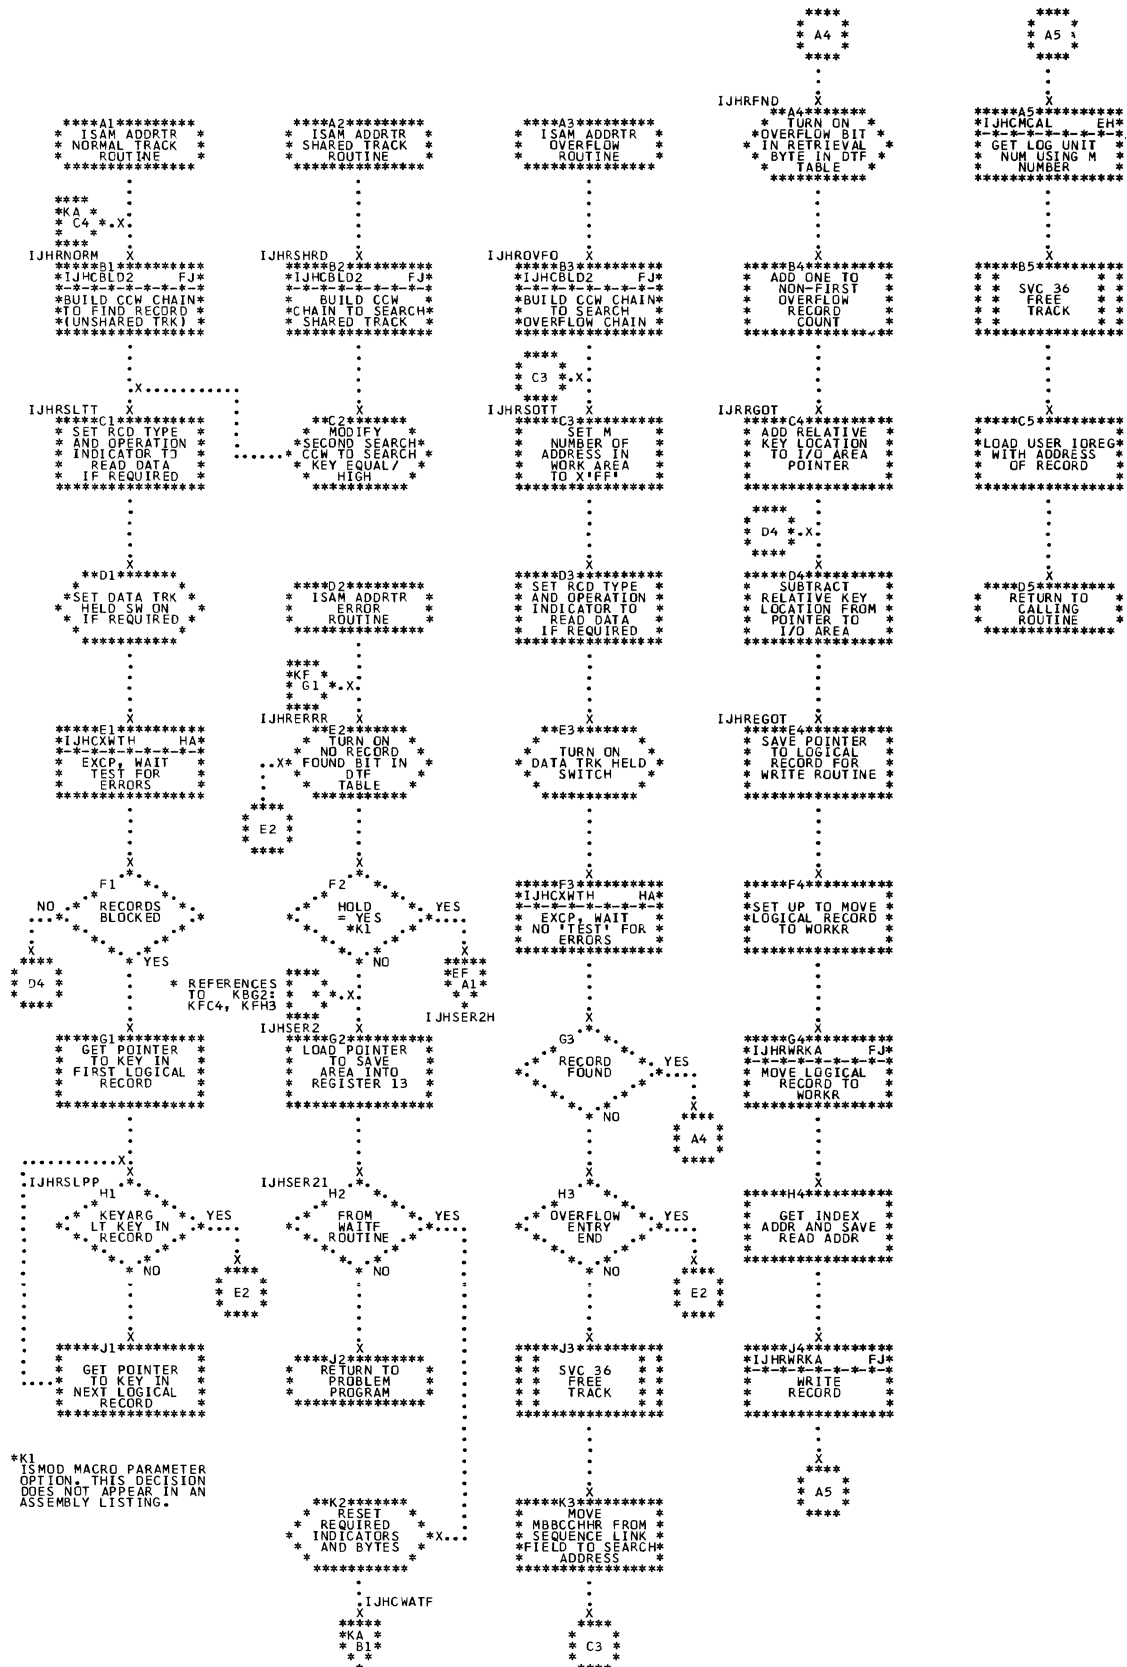 A4
A5
A1
ISAM ADDRTR
NORMAL TRACK
ROUTINE
KA
C4
IJHRNORM
B1
IJHCBLD2 FJ
BUILD CCW CHAIN
TO FIND RECORD
(UNSHARED TRK)
IJHRSLTT
C1
SET RCD TYPE
AND OPERATION
INDICATOR TO
READ DATA
IF REQUIRED
D1
SET DATA TRK
HELD SW ON
IF REQUIRED
E1
IJHCXWTH HA
EXCP, WAIT
TEST FOR
ERRORS
F1
RECORDS
BLOCKED
NO
YES
D4
G1
GET POINTER
TO KEY IN
FIRST LOGICAL
RECORD
IJHRSLPP
H1
KEYARG
LT KEY IN
RECORD
YES
NO
E2
J1
GET POINTER
TO KEY IN
NEXT LOGICAL
RECORD
*K1
ISMOD MACRO PARAMETER
OPTION. THIS DECISION
DOES NOT APPEAR IN AN
ASSEMBLY LISTING.
A2
ISAM ADDRTR
SHARED TRACK
ROUTINE
IJHRSHRD
B2
IJHCBLD2 FJ
BUILD CCW
CHAIN TO SEARCH
SHARED TRACK
C2
MODIFY
SECOND SEARCH
CCW TO SEARCH
KEY EQUAL/
HIGH
D2
ISAM ADDRTR
ERROR
ROUTINE
KF
G1
IJHRERRR
E2
TURN ON
NO RECORD
FOUND BIT IN
DTF
TABLE
E2
F2
HOLD
= YES
*K1
YES
NO
EF
A1
IJHSER2H
* REFERENCES
TO KBG2:
KFC4, KFH3
IJHSER2
G2
LOAD POINTER
TO SAVE
AREA INTO
REGISTER 13
IJHSER21
H2
FROM
WAITF
ROUTINE
YES
NO
J2
RETURN TO
PROBLEM
PROGRAM
K2
RESET
REQUIRED
INDICATORS
AND BYTES
IJHCWATF
KA
B1
A3
ISAM ADDRTR
OVERFLOW
ROUTINE
IJHROVFO
B3
IJHCBLD2 FJ
BUILD CCW CHAIN
TO SEARCH
OVERFLOW CHAIN
C3
IJHRSOTT
C3
SET M
NUMBER OF
ADDRESS IN
WORK AREA
TO X'FF'
D3
SET RCD TYPE
AND OPERATION
INDICATOR TO
READ DATA
IF REQUIRED
E3
TURN ON
DATA TRK HELD
SWITCH
F3
IJHCXWTH HA
EXCP, WAIT
NO 'TEST' FOR
ERRORS
G3
RECORD
FOUND
YES
NO
A4
H3
OVERFLOW
ENTRY
END
YES
NO
E2
J3
SVC 36
FREE
TRACK
K3
MOVE
MBBCCHHR FROM
SEQUENCE LINK
FIELD TO SEARCH
ADDRESS
C3
IJHRFND
A4
TURN ON
OVERFLOW BIT
IN RETRIEVAL
BYTE IN DTF
TABLE
B4
ADD ONE TO
NON-FIRST
OVERFLOW
RECORD
COUNT
IJRRGOT
C4
ADD RELATIVE
KEY LOCATION
TO I/O AREA
POINTER
D4
D4
SUBTRACT
RELATIVE KEY
LOCATION FROM
POINTER TO
I/O AREA
IJHREGOT
E4
SAVE POINTER
TO LOGICAL
RECORD FOR
WRITE ROUTINE
F4
SET UP TO MOVE
LOGICAL RECORD
TO WORKR
G4
IJHRWRKA FJ
MOVE LOGICAL
RECORD TO
WORKR
H4
GET INDEX
ADDR AND SAVE
READ ADDR
J4
IJHRWRKA FJ
WRITE
RECORD
A5
A5
IJHCMCAL EH
GET LOG UNIT
NUM USING M
NUMBER
B5
SVC 36
FREE
TRACK
C5
LOAD USER IOREG
WITH ADDRESS
OF RECORD
D5
RETURN TO
CALLING
ROUTINE